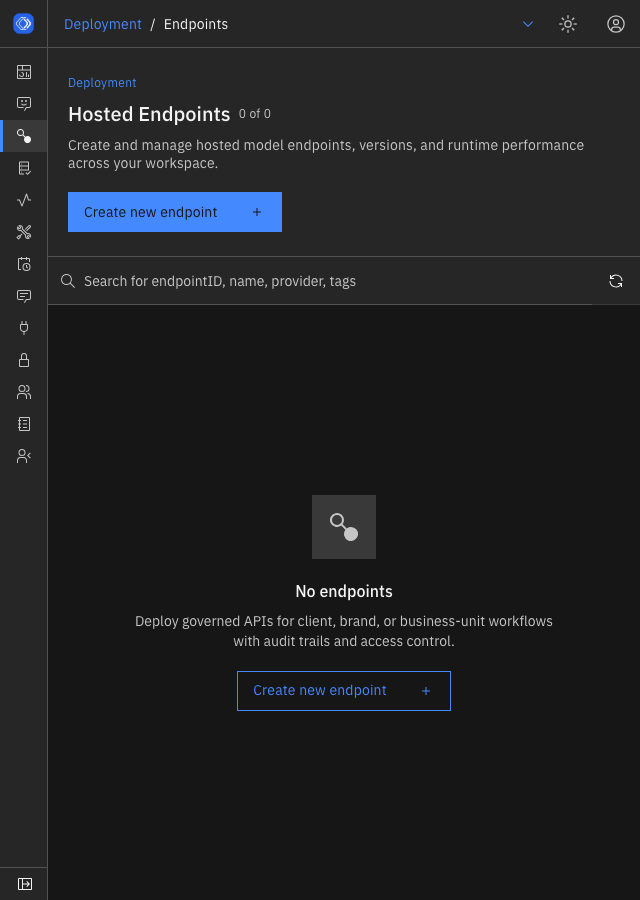 Deployment / Endpoints
Deployment
Hosted Endpoints 0 of 0
Create and manage hosted model endpoints, versions, and runtime performance
across your workspace.
Create new endpoint +
Search for endpointID, name, provider, tags
No endpoints
Deploy governed APIs for client, brand, or business-unit workflows
with audit trails and access control.
Create new endpoint +